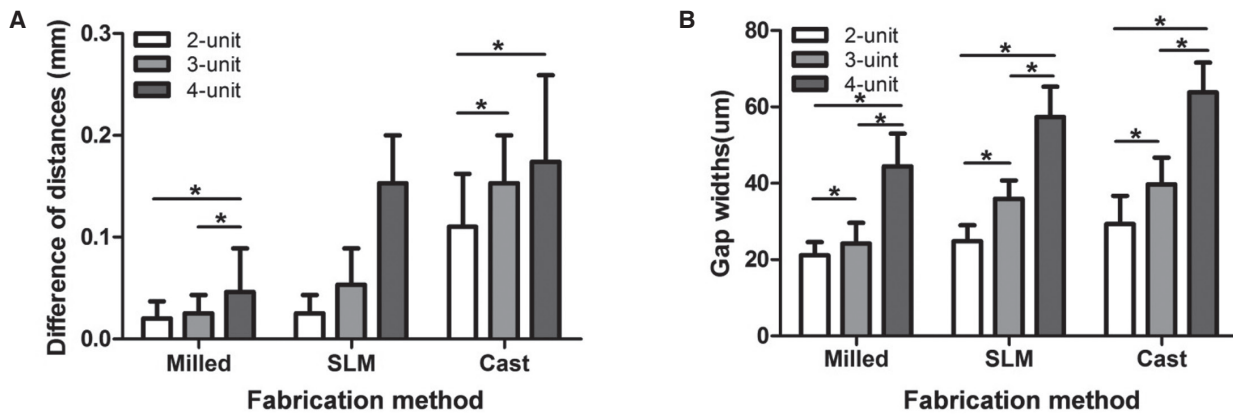 A
Difference of distances (mm)
0.3
0.2
0.1
0.0
2-unit
3-unit
4-unit
*
*
*
*
Milled SLM Cast
Fabrication method
B
Gap widths(um)
80
60
40
20
0
2-unit
3-uint
4-unit
*
*
*
*
*
*
*
*
*
Milled SLM Cast
Fabrication method